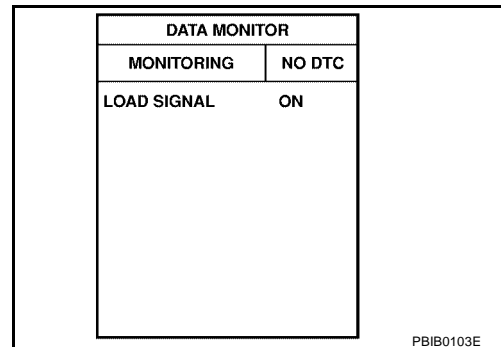 DATA MONITOR
MONITORING NO DTC
LOAD SIGNAL ON
PBIB0103E